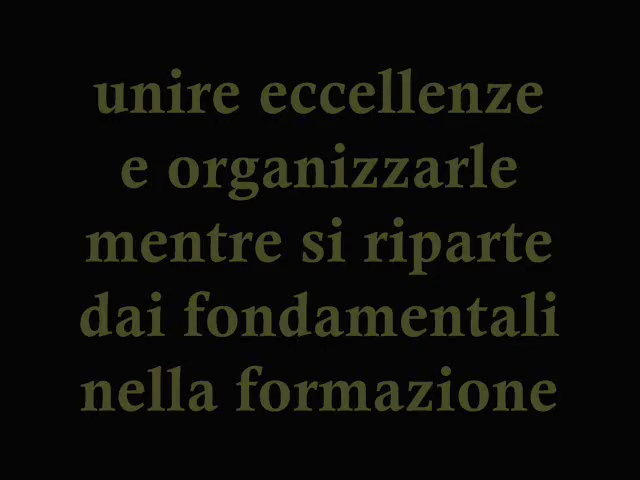 unire eccellenze
e organizzarle
mentre si riparte
dai fondamentali
nella formazione